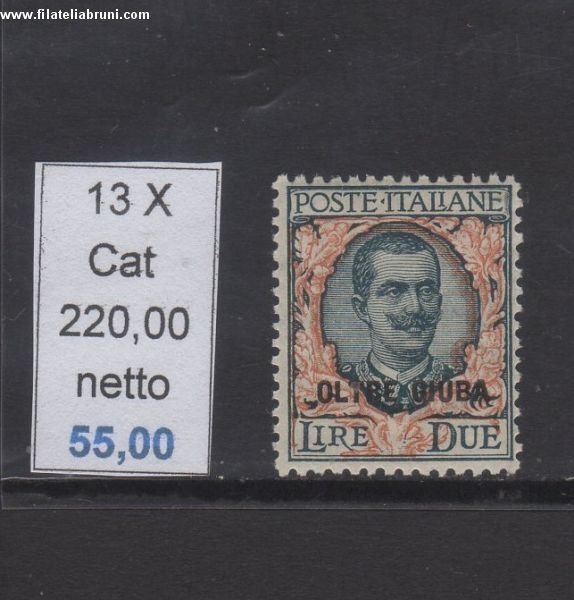 www.filateliabruni.com
13 X
Cat
220,00
netto
55,00
POSTE·ITALIANE
OLTRE GIUBA
LIRE DUE